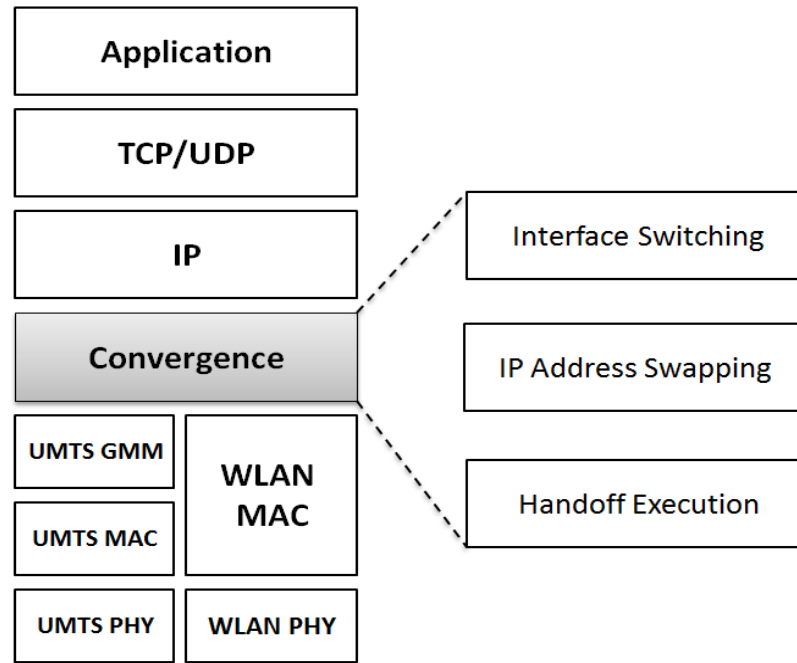 Application
TCP/UDP
IP
Convergence
UMTS GMM
WLAN
MAC
UMTS MAC
UMTS PHY
WLAN PHY
Interface Switching
IP Address Swapping
Handoff Execution